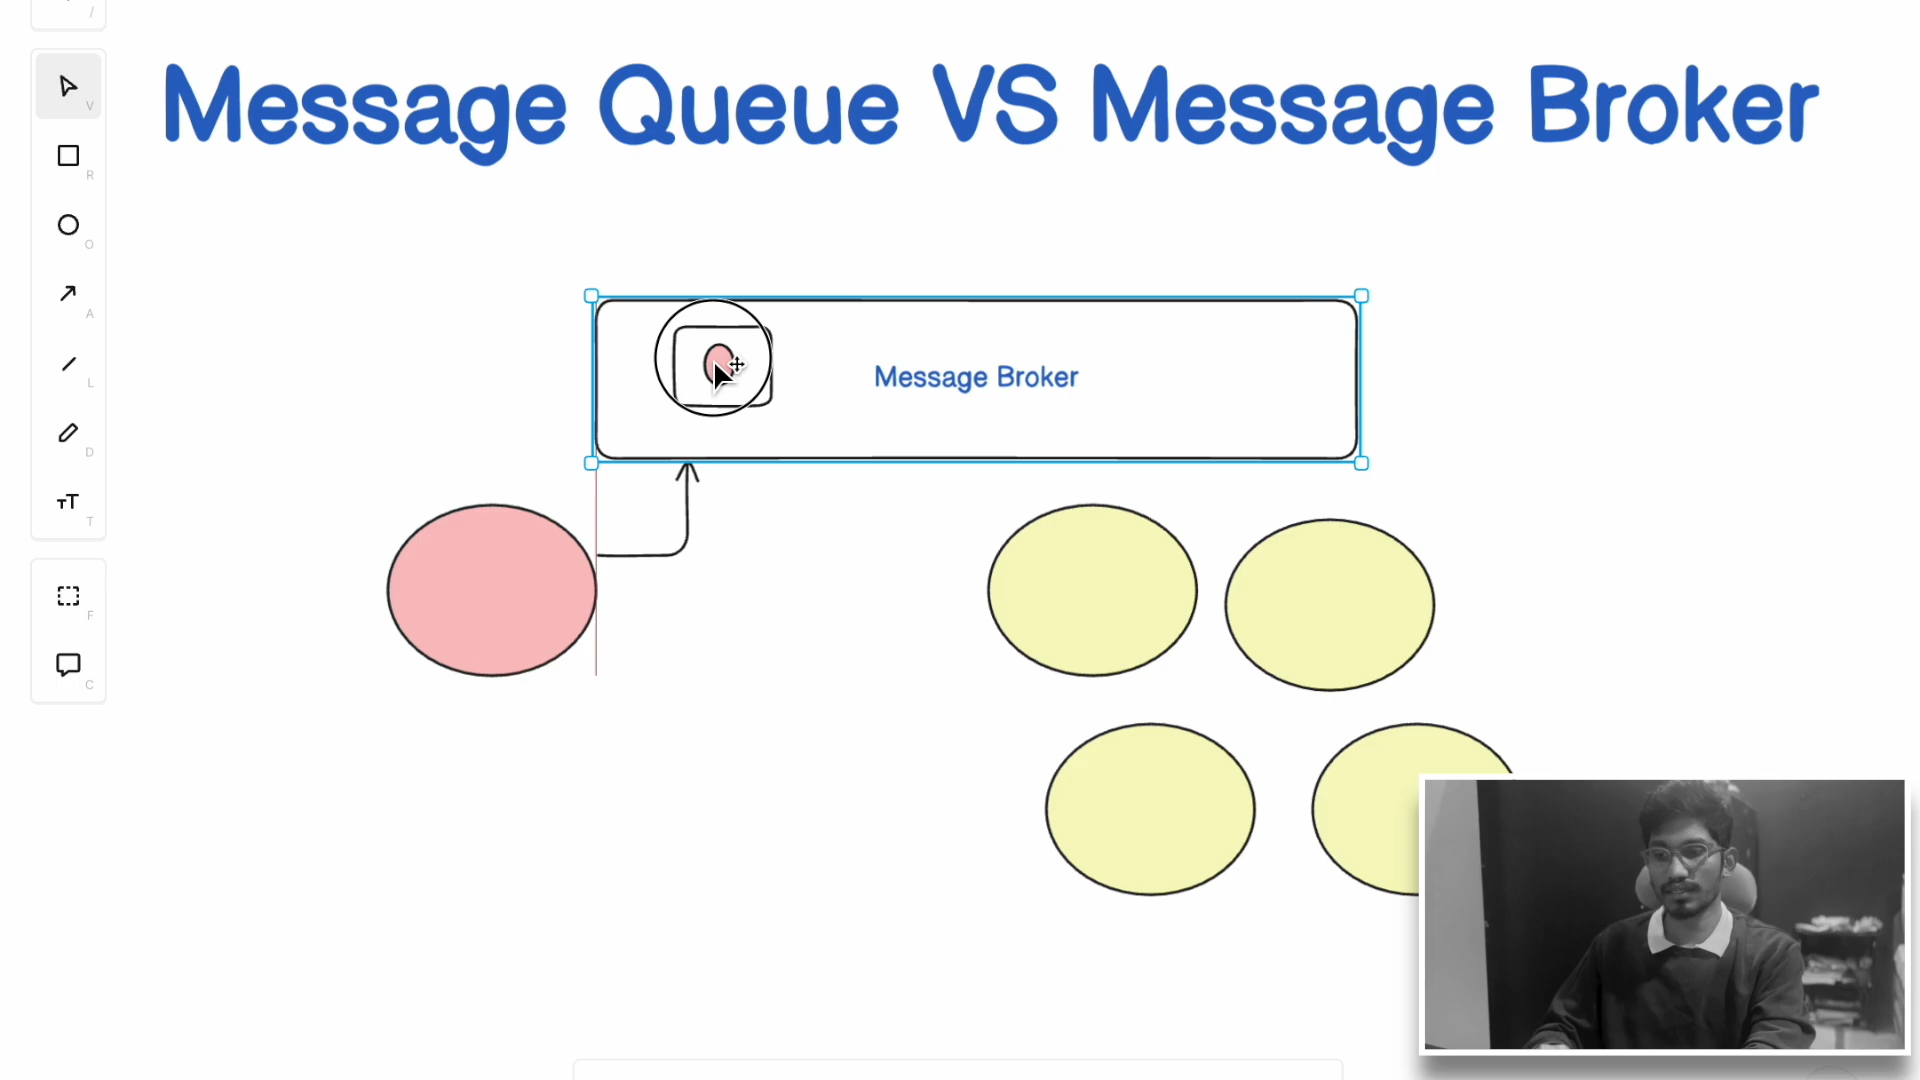 /
Message Queue VS Message Broker
V
R
O
A
L
D
T
F
C
Message Broker